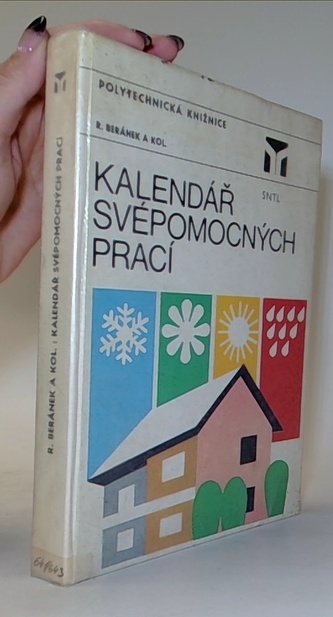 POLYTECHNICKÁ KNIŽNICE
R. BERÁNEK A KOL.
SNTL
KALENDÁŘ
SVÉPOMOCNÝCH
PRACÍ
R. BERÁNEK A KOL. : KALENDÁŘ SVÉPOMOCNÝCH PRACÍ